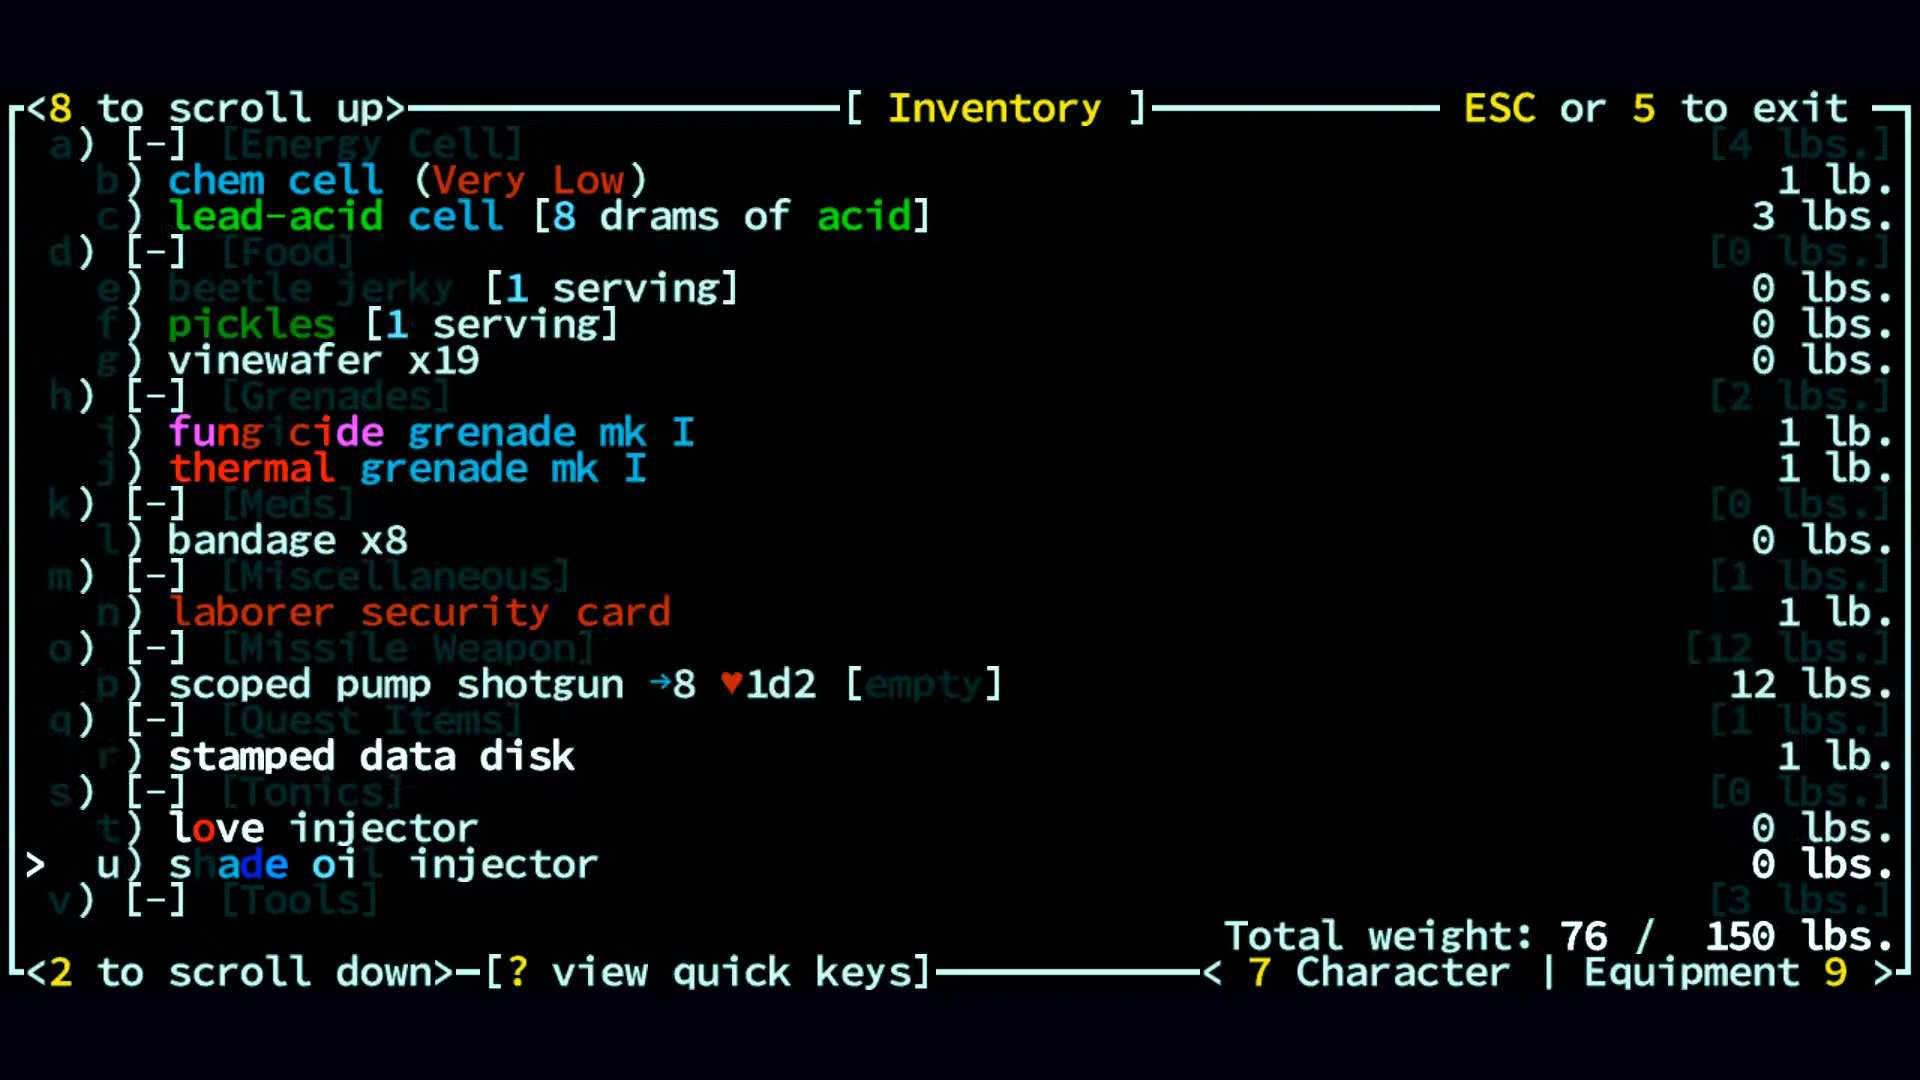 <8 to scroll up> [ Inventory ] ESC or 5 to exit
a) [-] [Energy Cell] [4 lbs.]
b) chem cell (Very Low) 1 lb.
c) lead-acid cell [8 drams of acid] 3 lbs.
d) [-] [Food] [0 lbs.]
e) beetle jerky [1 serving] 0 lbs.
f) pickles [1 serving] 0 lbs.
g) vinewafer x19 0 lbs.
h) [-] [Grenades] [2 lbs.]
i) fungicide grenade mk I 1 lb.
j) thermal grenade mk I 1 lb.
k) [-] [Meds] [0 lbs.]
l) bandage x8 0 lbs.
m) [-] [Miscellaneous] [1 lbs.]
n) laborer security card 1 lb.
o) [-] [Missile Weapon] [12 lbs.]
p) scoped pump shotgun →8 ♥1d2 [empty] 12 lbs.
q) [-] [Quest Items] [1 lbs.]
r) stamped data disk 1 lb.
s) [-] [Tonics] [0 lbs.]
t) love injector 0 lbs.
> u) shade oil injector 0 lbs.
v) [-] [Tools] [3 lbs.]
Total weight: 76 / 150 lbs.
<2 to scroll down> [? view quick keys] < 7 Character | Equipment 9 >